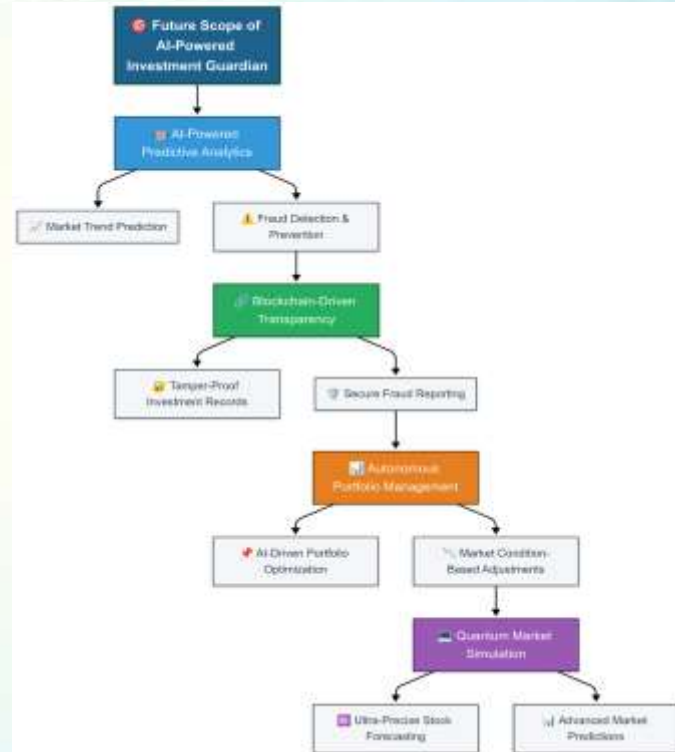 🎯 Future Scope of
AI-Powered
Investment Guardian
AI-Powered
Predictive Analytics
📈 Market Trend Prediction
⚠️ Fraud Detection &
Prevention
🔗 Blockchain-Driven
Transparency
🔐 Tamper-Proof
Investment Records
🛡️ Secure Fraud Reporting
📊 Autonomous
Portfolio Management
📌 AI-Driven Portfolio
Optimization
📉 Market Condition-
Based Adjustments
💻 Quantum Market
Simulation
Ultra-Precise Stock
Forecasting
📊 Advanced Market
Predictions